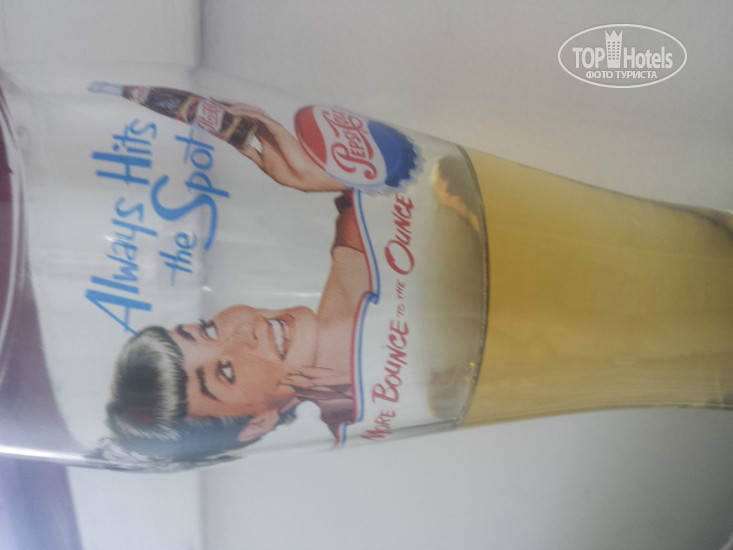 Always Hits
the Spot
PEPSI-COLA
MORE BOUNCE TO THE OUNCE
TOP Hotels
ФОТО ТУРИСТА